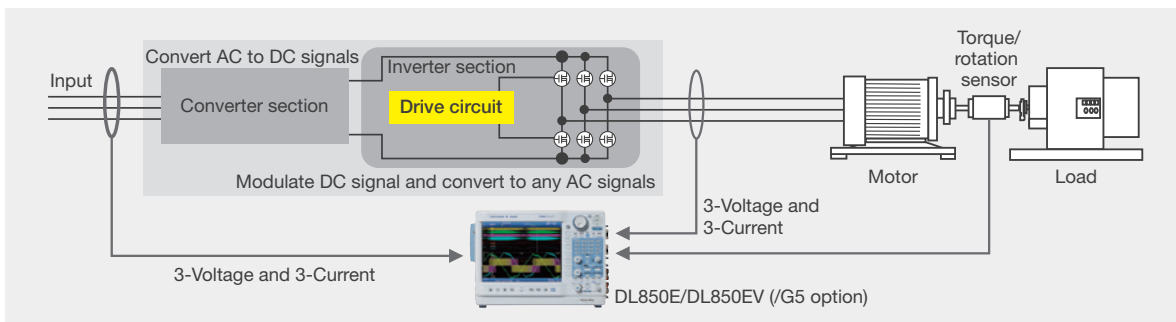 Convert AC to DC signals
Input
Converter section
Inverter section
Drive circuit
Modulate DC signal and convert to any AC signals
Torque/
rotation
sensor
Motor
Load
3-Voltage and
3-Current
3-Voltage and 3-Current
DL850E/DL850EV (/G5 option)